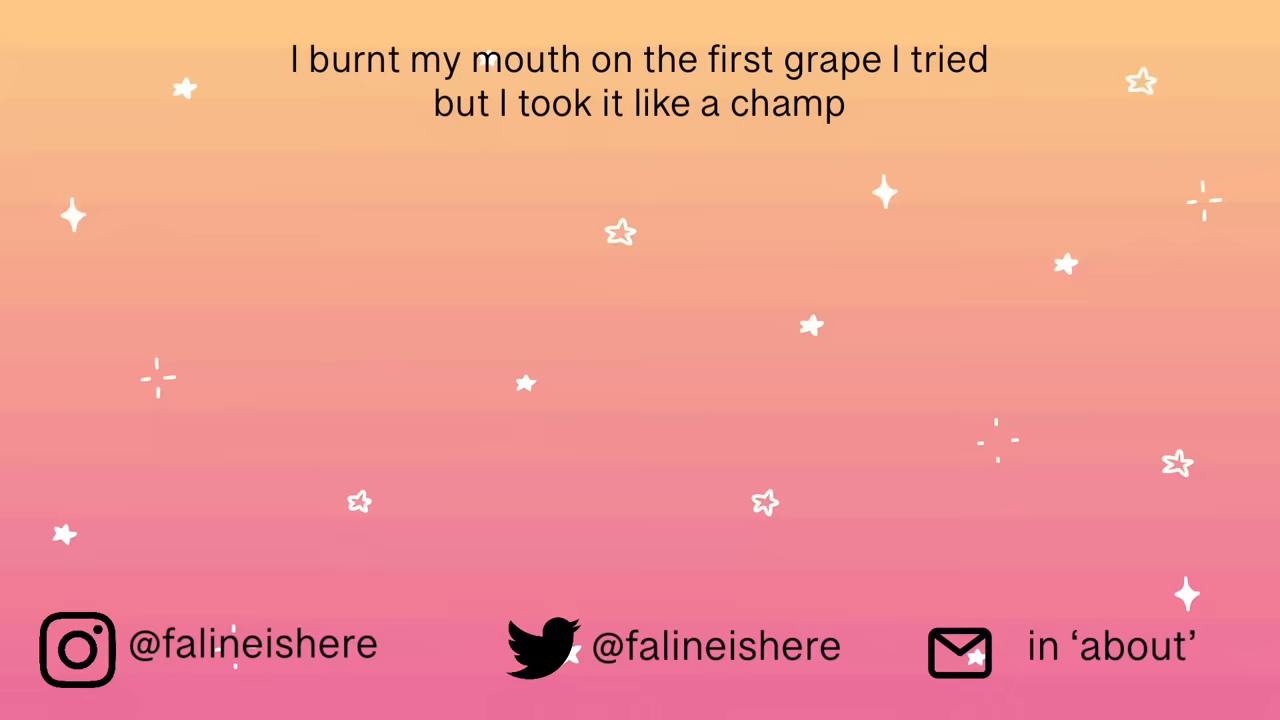 I burnt my mouth on the first grape I tried
but I took it like a champ
@falineishere
@falineishere
in ‘about’